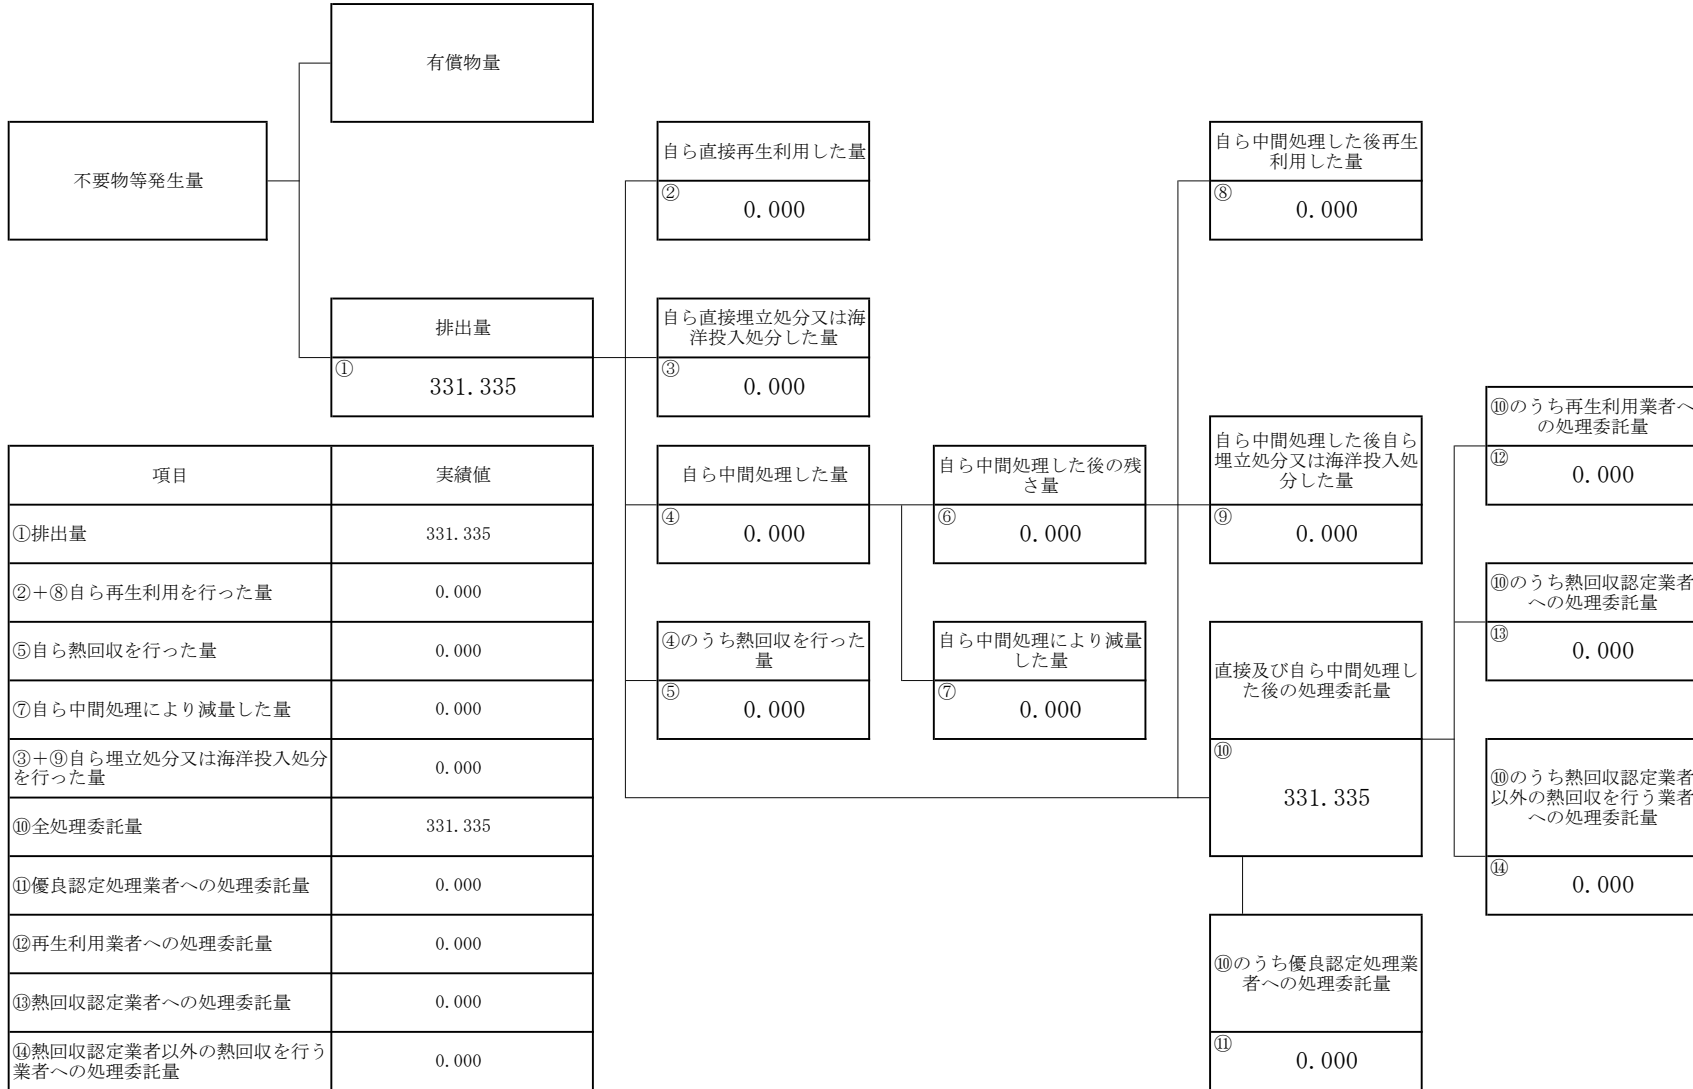 有償物量
不要物等発生量
自ら直接再生利用した量
②
0.000
自ら中間処理した後再生
利用した量
⑧
0.000
排出量
①
331.335
自ら直接埋立処分又は海
洋投入処分した量
③
0.000
自ら中間処理した量
④
0.000
自ら中間処理した後の残
さ量
⑥
0.000
自ら中間処理した後自ら
埋立処分又は海洋投入処
分した量
⑨
0.000
⑩のうち再生利用業者へ
の処理委託量
⑫
0.000
⑩のうち熱回収認定業者
への処理委託量
⑬
0.000
④のうち熱回収を行った
量
⑤
0.000
自ら中間処理により減量
した量
⑦
0.000
直接及び自ら中間処理し
た後の処理委託量
⑩
331.335
⑩のうち熱回収認定業者
以外の熱回収を行う業者
への処理委託量
⑭
0.000
⑩のうち優良認定処理業
者への処理委託量
⑪
0.000
項目 実績値
①排出量 331.335
②＋⑧自ら再生利用を行った量 0.000
⑤自ら熱回収を行った量 0.000
⑦自ら中間処理により減量した量 0.000
③＋⑨自ら埋立処分又は海洋投入処分
を行った量 0.000
⑩全処理委託量 331.335
⑪優良認定処理業者への処理委託量 0.000
⑫再生利用業者への処理委託量 0.000
⑬熱回収認定業者への処理委託量 0.000
⑭熱回収認定業者以外の熱回収を行う
業者への処理委託量 0.000